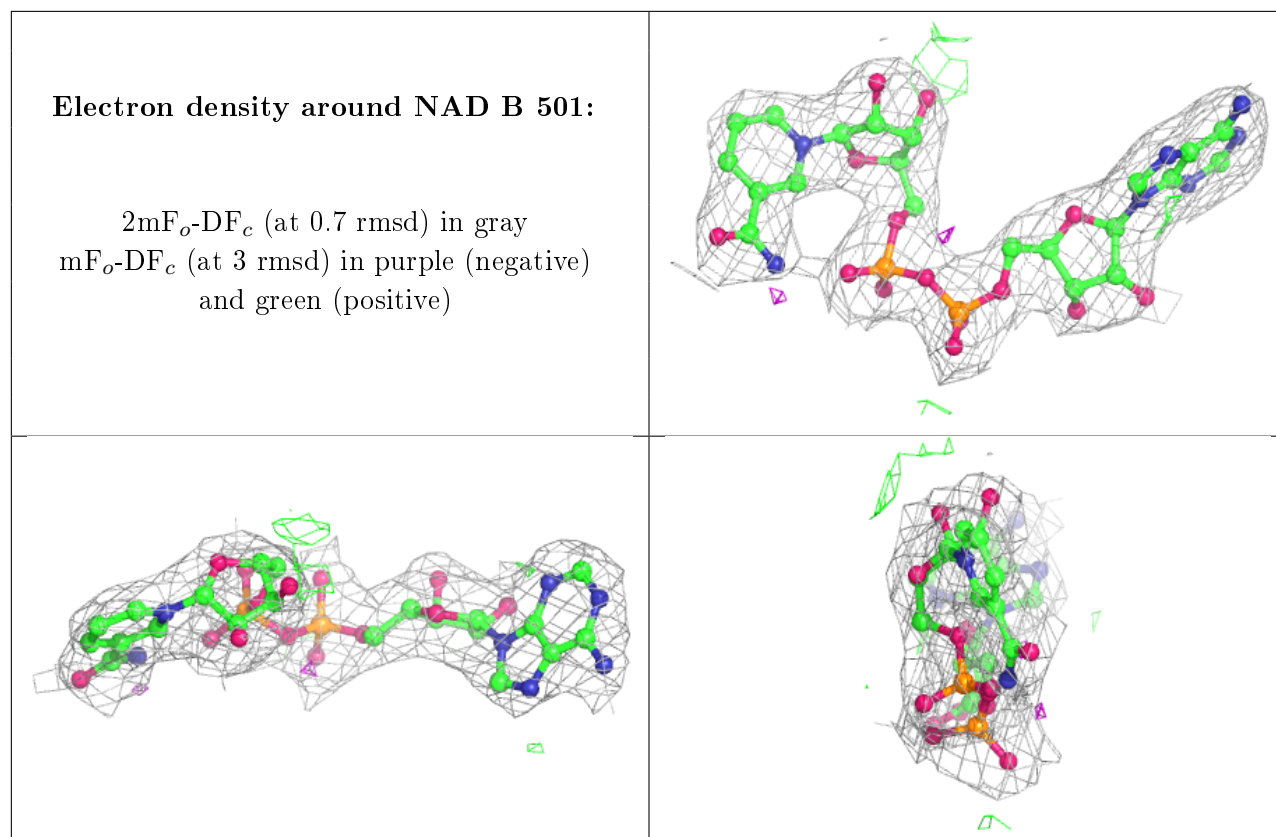 Electron density around NAD B 501:
2mFo-DFc (at 0.7 rmsd) in gray
mFo-DFc (at 3 rmsd) in purple (negative)
and green (positive)